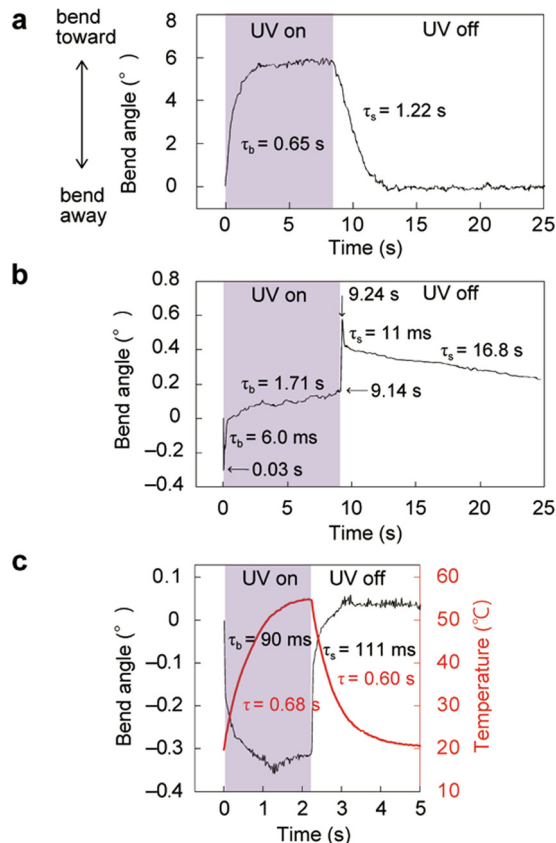 a
bend toward
bend away
Bend angle (°)
8
6
4
2
0
UV on
UV off
τb = 0.65 s
τs = 1.22 s
0
5
10
15
20
25
Time (s)
b
Bend angle (°)
0.8
0.6
0.4
0.2
0
–0.2
–0.4
UV on
9.24 s
UV off
τs = 11 ms
τs = 16.8 s
τb = 1.71 s
9.14 s
τb = 6.0 ms
0.03 s
0
5
10
15
20
25
Time (s)
c
Bend angle (°)
0.1
0
–0.1
–0.2
–0.3
–0.4
UV on
UV off
τb = 90 ms
τs = 111 ms
τ = 0.68 s
τ = 0.60 s
60
50
40
30
20
10
Temperature (°C)
0
1
2
3
4
5
Time (s)